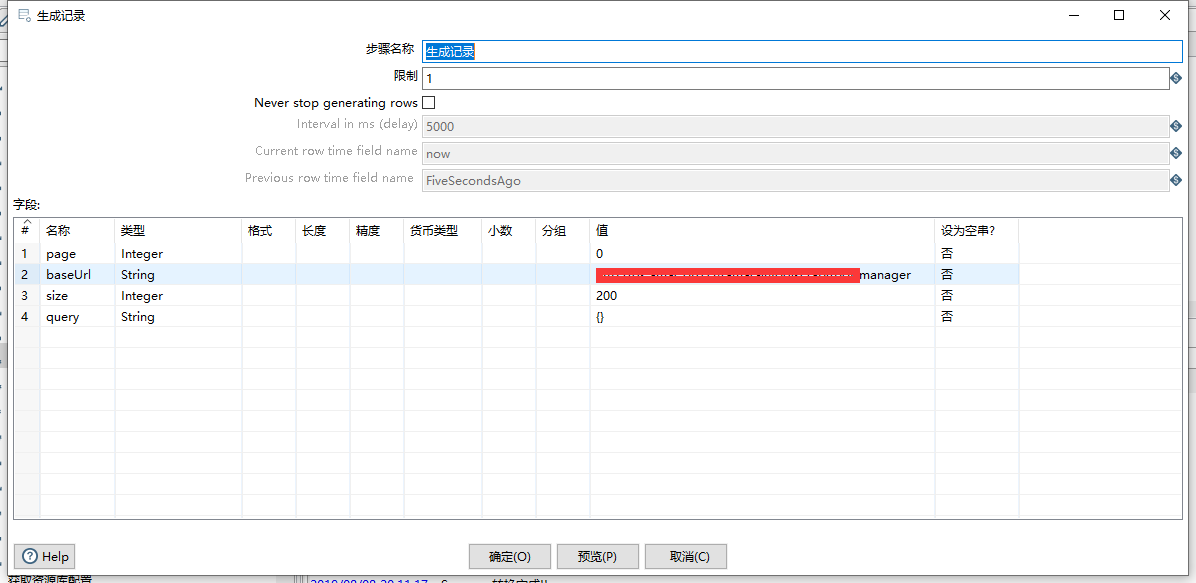 生成记录
步骤名称 生成记录
限制 1
Never stop generating rows
Interval in ms (delay) 5000
Current row time field name now
Previous row time field name FiveSecondsAgo
字段:
# 名称 类型 格式 长度 精度 货币类型 小数 分组 值 设为空串?
1 page Integer 0 否
2 baseUrl String manager 否
3 size Integer 200 否
4 query String {} 否
Help 确定(O) 预览(P) 取消(C)